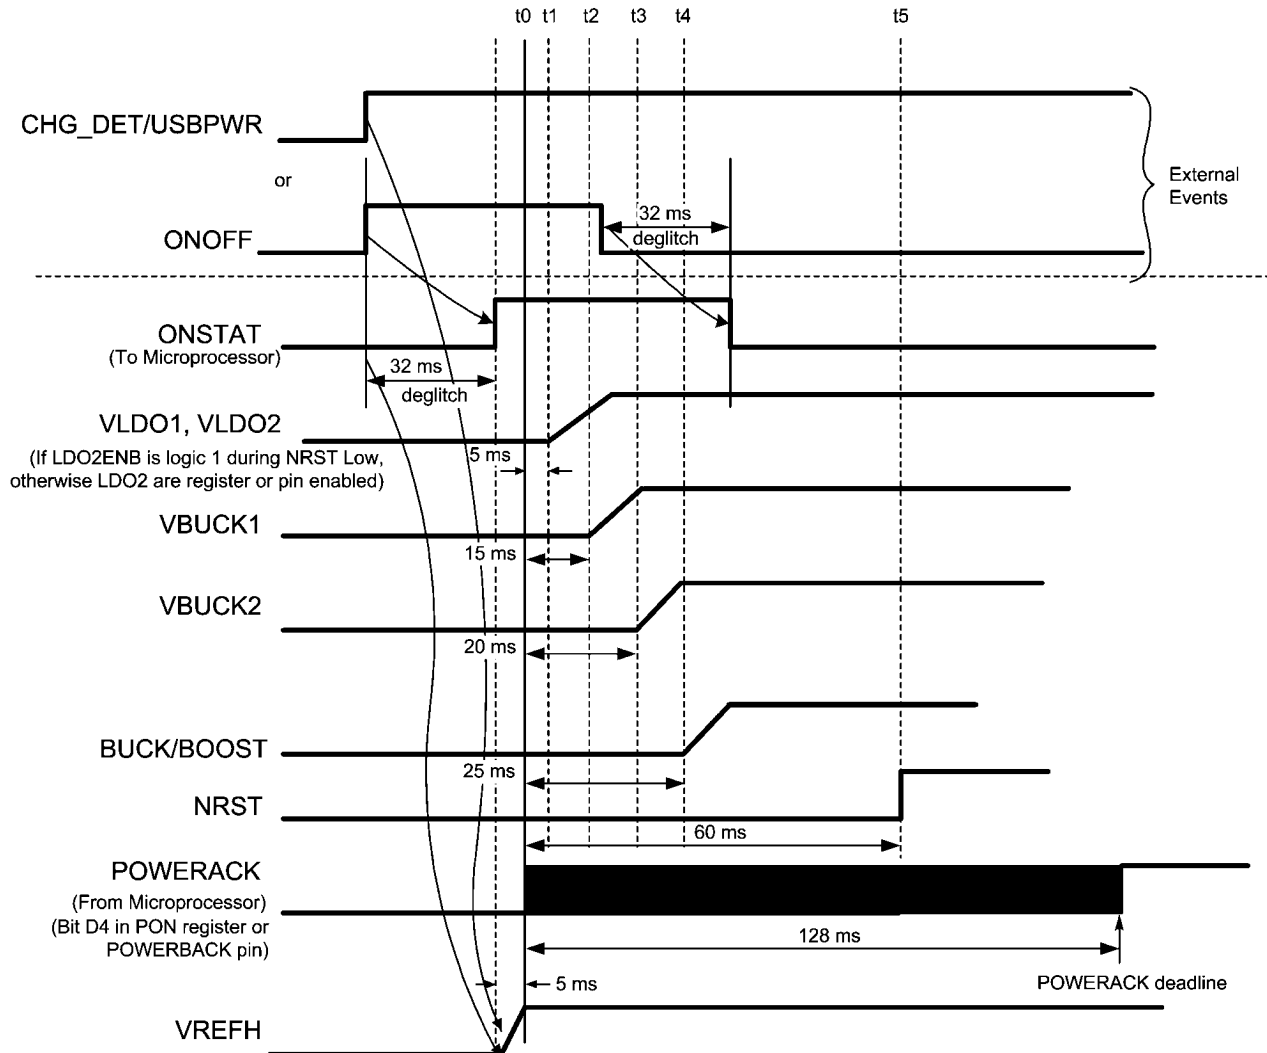 t0 t1 t2 t3 t4 t5
CHG_DET/USBPWR
or
External
Events
ONOFF
32 ms
deglitch
ONSTAT
(To Microprocessor)
32 ms
deglitch
VLDO1, VLDO2
(If LDO2ENB is logic 1 during NRST Low,
otherwise LDO2 are register or pin enabled)
5 ms
VBUCK1
15 ms
VBUCK2
20 ms
BUCK/BOOST
25 ms
NRST
60 ms
POWERACK
(From Microprocessor)
(Bit D4 in PON register or
POWERBACK pin)
128 ms
POWERACK deadline
5 ms
VREFH